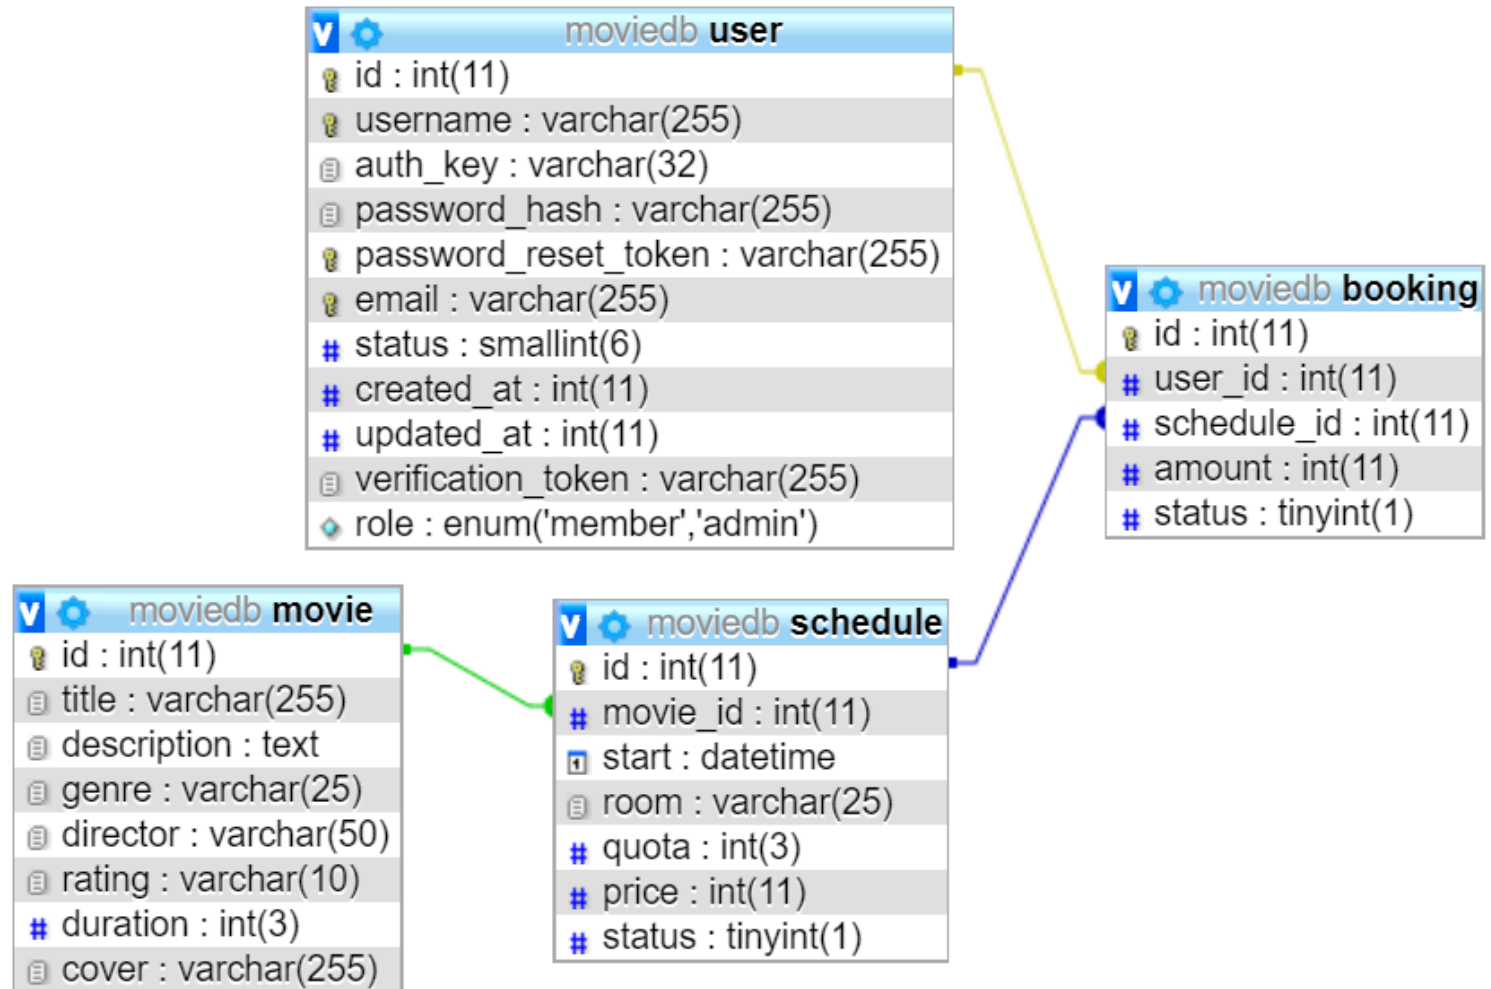 moviedb user
id : int(11)
username : varchar(255)
auth_key : varchar(32)
password_hash : varchar(255)
password_reset_token : varchar(255)
email : varchar(255)
status : smallint(6)
created_at : int(11)
updated_at : int(11)
verification_token : varchar(255)
role : enum('member','admin')
moviedb booking
id : int(11)
user_id : int(11)
schedule_id : int(11)
amount : int(11)
status : tinyint(1)
moviedb movie
id : int(11)
title : varchar(255)
description : text
genre : varchar(25)
director : varchar(50)
rating : varchar(10)
duration : int(3)
cover : varchar(255)
moviedb schedule
id : int(11)
movie_id : int(11)
start : datetime
room : varchar(25)
quota : int(3)
price : int(11)
status : tinyint(1)